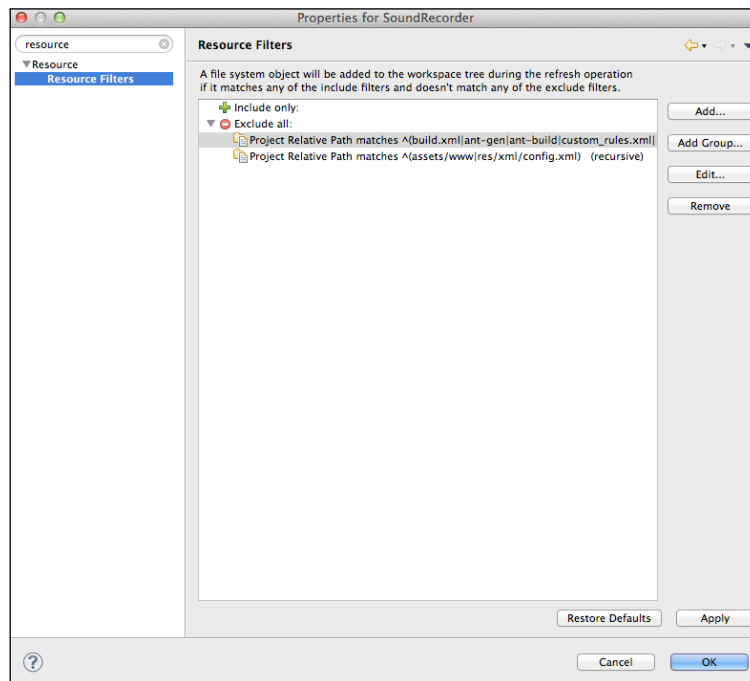 Properties for SoundRecorder
resource
Resource
Resource Filters
Resource Filters
A file system object will be added to the workspace tree during the refresh operation
if it matches any of the include filters and doesn't match any of the exclude filters.
Include only:
Exclude all:
Project Relative Path matches ^(build.xml|ant-gen|ant-build|custom_rules.xml|
Project Relative Path matches ^(assets/www|res/xml/config.xml) (recursive)
Add...
Add Group...
Edit...
Remove
Restore Defaults
Apply
?
Cancel
OK